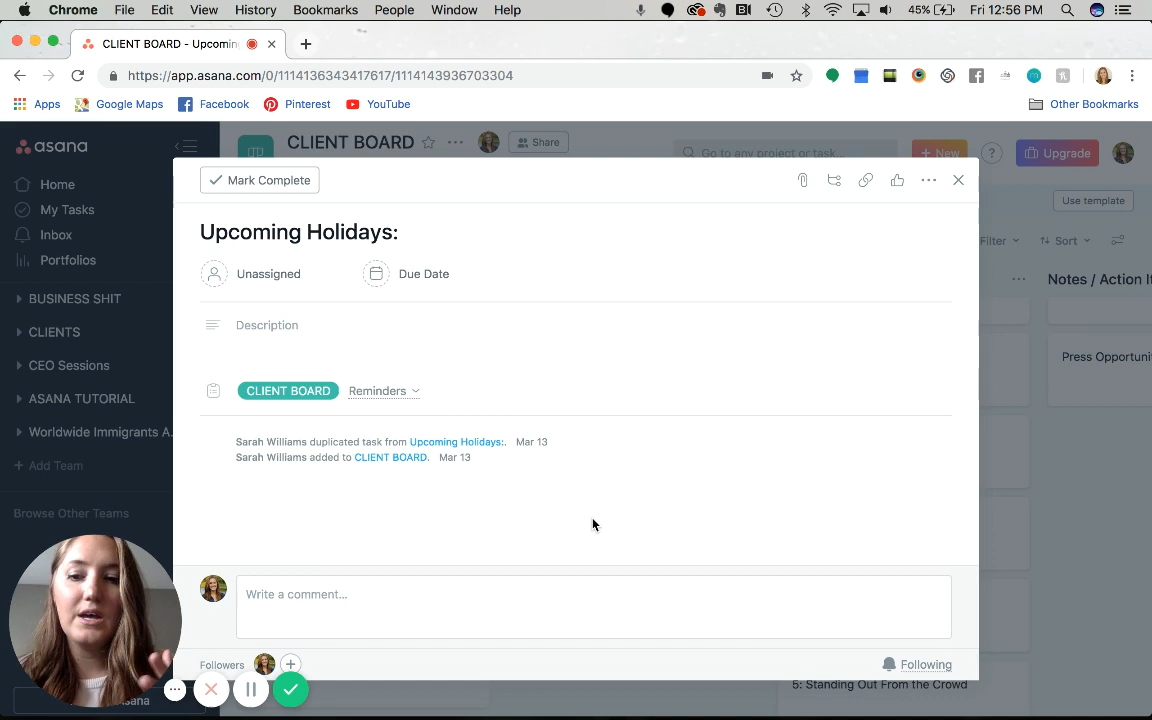 Chrome File Edit View History Bookmarks People Window Help 45% Fri 12:56 PM
CLIENT BOARD - Upcomin
https://app.asana.com/0/1114136343417617/1114143936703304
Apps Google Maps Facebook Pinterest YouTube Other Bookmarks
asana
CLIENT BOARD
Share
Go to any project or task...
+ New
?
Upgrade
Home
My Tasks
Inbox
Portfolios
BUSINESS SHIT
CLIENTS
CEO Sessions
ASANA TUTORIAL
Worldwide Immigrants A.
+ Add Team
Browse Other Teams
Asana
Mark Complete
Upcoming Holidays:
Unassigned
Due Date
Description
CLIENT BOARD Reminders
Sarah Williams duplicated task from Upcoming Holidays:. Mar 13
Sarah Williams added to CLIENT BOARD. Mar 13
Write a comment...
Followers
Following
Use template
Filter
Sort
Notes / Action It
Press Opportuni
5: Standing Out From the Crowd